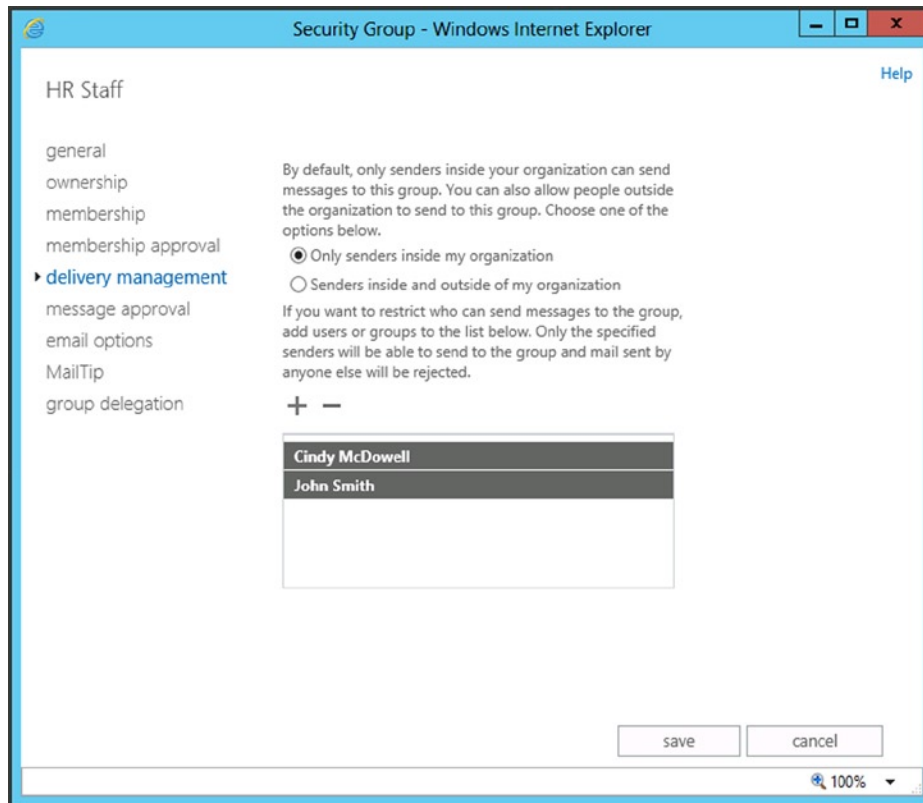 Security Group - Windows Internet Explorer
Help
HR Staff
general
ownership
membership
membership approval
delivery management
message approval
email options
MailTip
group delegation
By default, only senders inside your organization can send
messages to this group. You can also allow people outside
the organization to send to this group. Choose one of the
options below.
Only senders inside my organization
Senders inside and outside of my organization
If you want to restrict who can send messages to the group,
add users or groups to the list below. Only the specified
senders will be able to send to the group and mail sent by
anyone else will be rejected.
Cindy McDowell
John Smith
save
cancel
100%